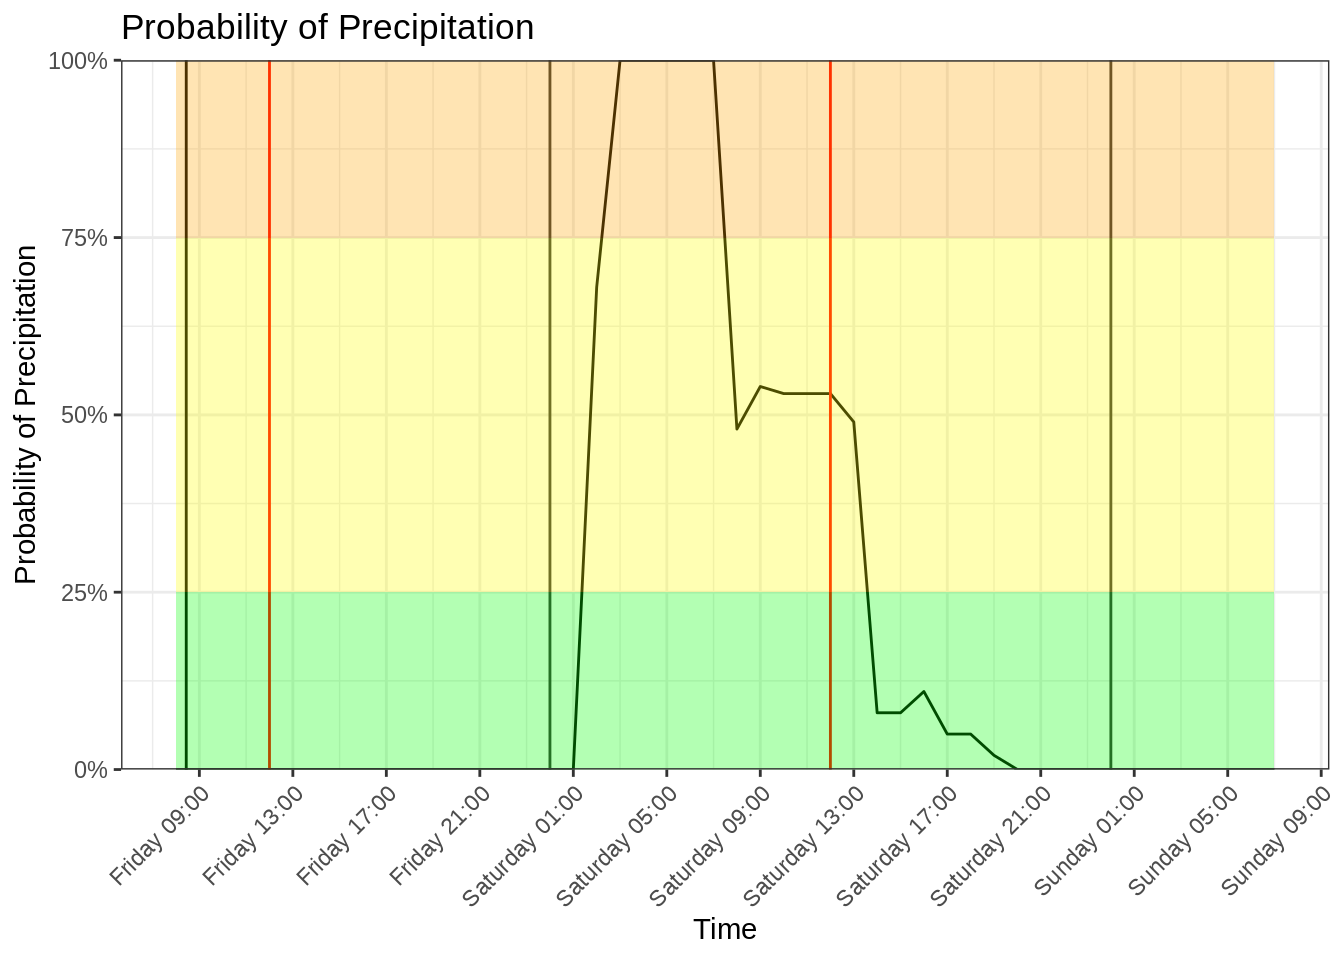 Probability of Precipitation
Probability of Precipitation
100%
75%
50%
25%
0%
Friday 09:00
Friday 13:00
Friday 17:00
Friday 21:00
Saturday 01:00
Saturday 05:00
Saturday 09:00
Saturday 13:00
Saturday 17:00
Saturday 21:00
Sunday 01:00
Sunday 05:00
Sunday 09:00
Time